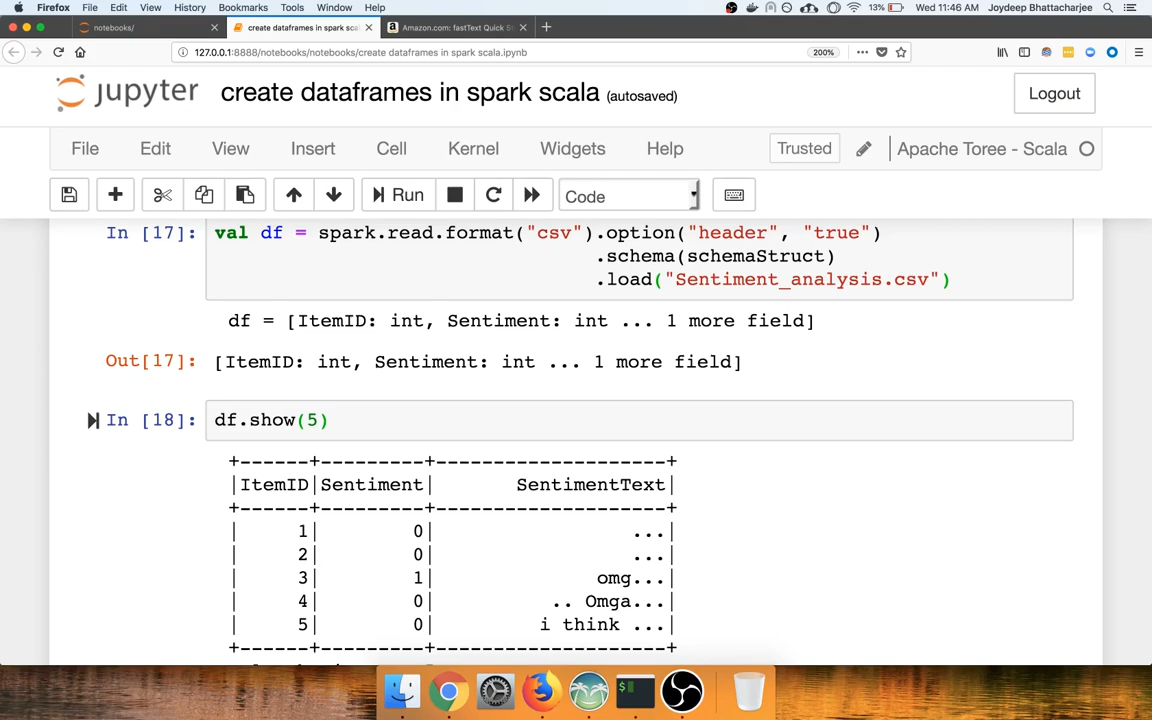 Firefox File Edit View History Bookmarks Tools Window Help 13% Wed 11:46 AM Joydeep Bhattacharjee
notebooks/ create dataframes in spark scala Amazon.com: fastText Quick St
127.0.0.1:8888/notebooks/notebooks/create dataframes in spark scala.ipynb 200%
jupyter create dataframes in spark scala (autosaved) Logout
File Edit View Insert Cell Kernel Widgets Help Trusted Apache Toree - Scala
Run Code
In [17]: val df = spark.read.format("csv").option("header", "true")
.schema(schemaStruct)
.load("Sentiment_analysis.csv")
df = [ItemID: int, Sentiment: int ... 1 more field]
Out[17]: [ItemID: int, Sentiment: int ... 1 more field]
In [18]: df.show(5)
+------+---------+--------------------+
|ItemID|Sentiment|       SentimentText|
+------+---------+--------------------+
|     1|        0|                 ...|
|     2|        0|                 ...|
|     3|        1|              omg...|
|     4|        0|          .. Omga...|
|     5|        0|         i think ...|
+------+---------+--------------------+